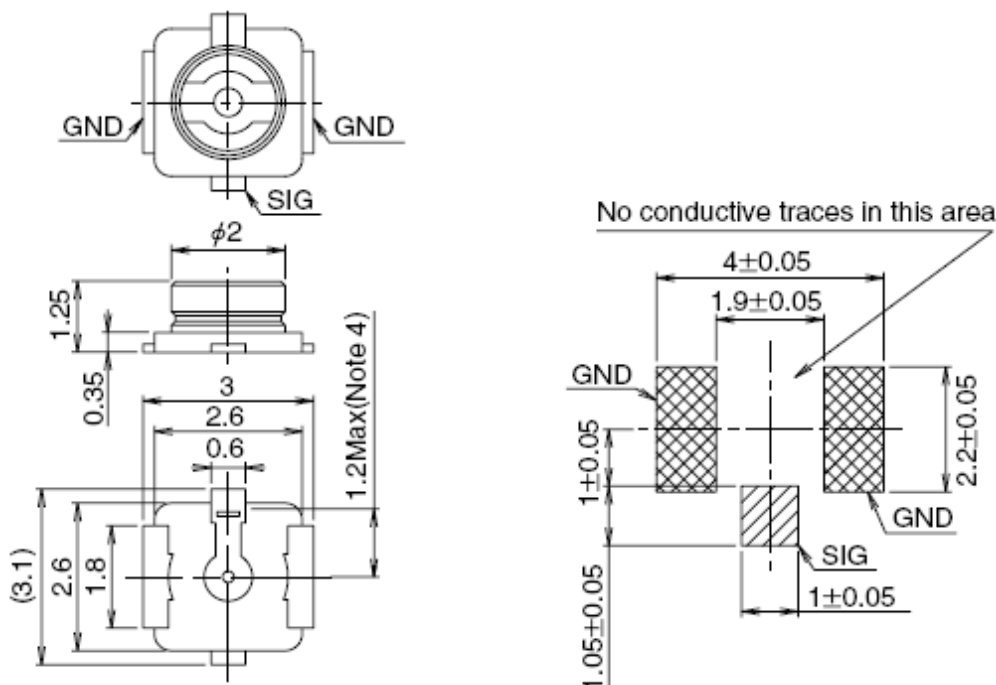 GND
GND
SIG
ϕ2
1.25
0.35
3
2.6
0.6
1.2Max(Note 4)
(3.1)
2.6
1.8
No conductive traces in this area
4±0.05
1.9±0.05
GND
1±0.05
2.2±0.05
GND
SIG
1±0.05
1.05±0.05